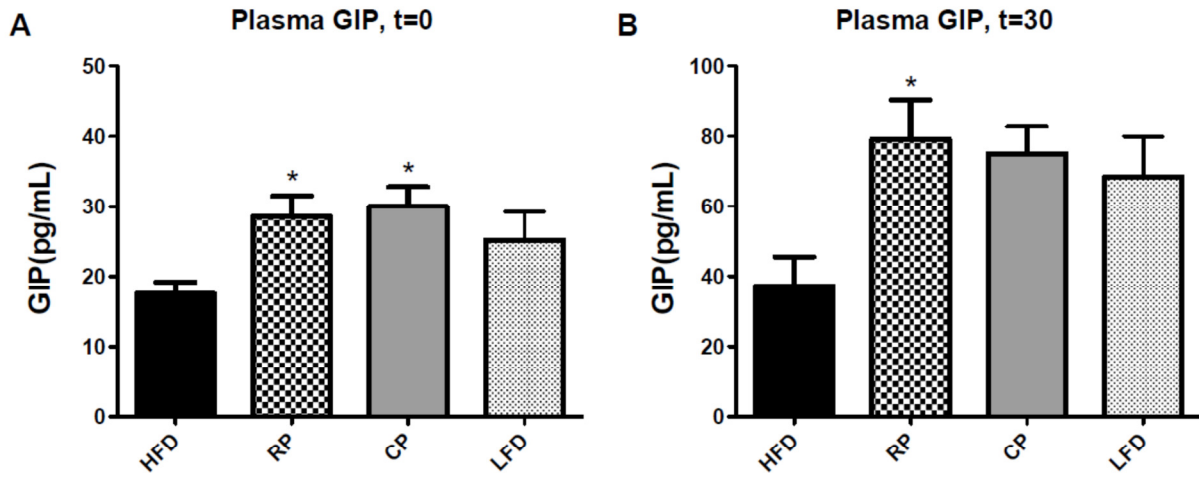 A
Plasma GIP, t=0
GIP(pg/mL)
50
40
30
20
10
0
*
*
HFD
RP
CP
LFD
B
Plasma GIP, t=30
GIP(pg/mL)
100
80
60
40
20
0
*
HFD
RP
CP
LFD